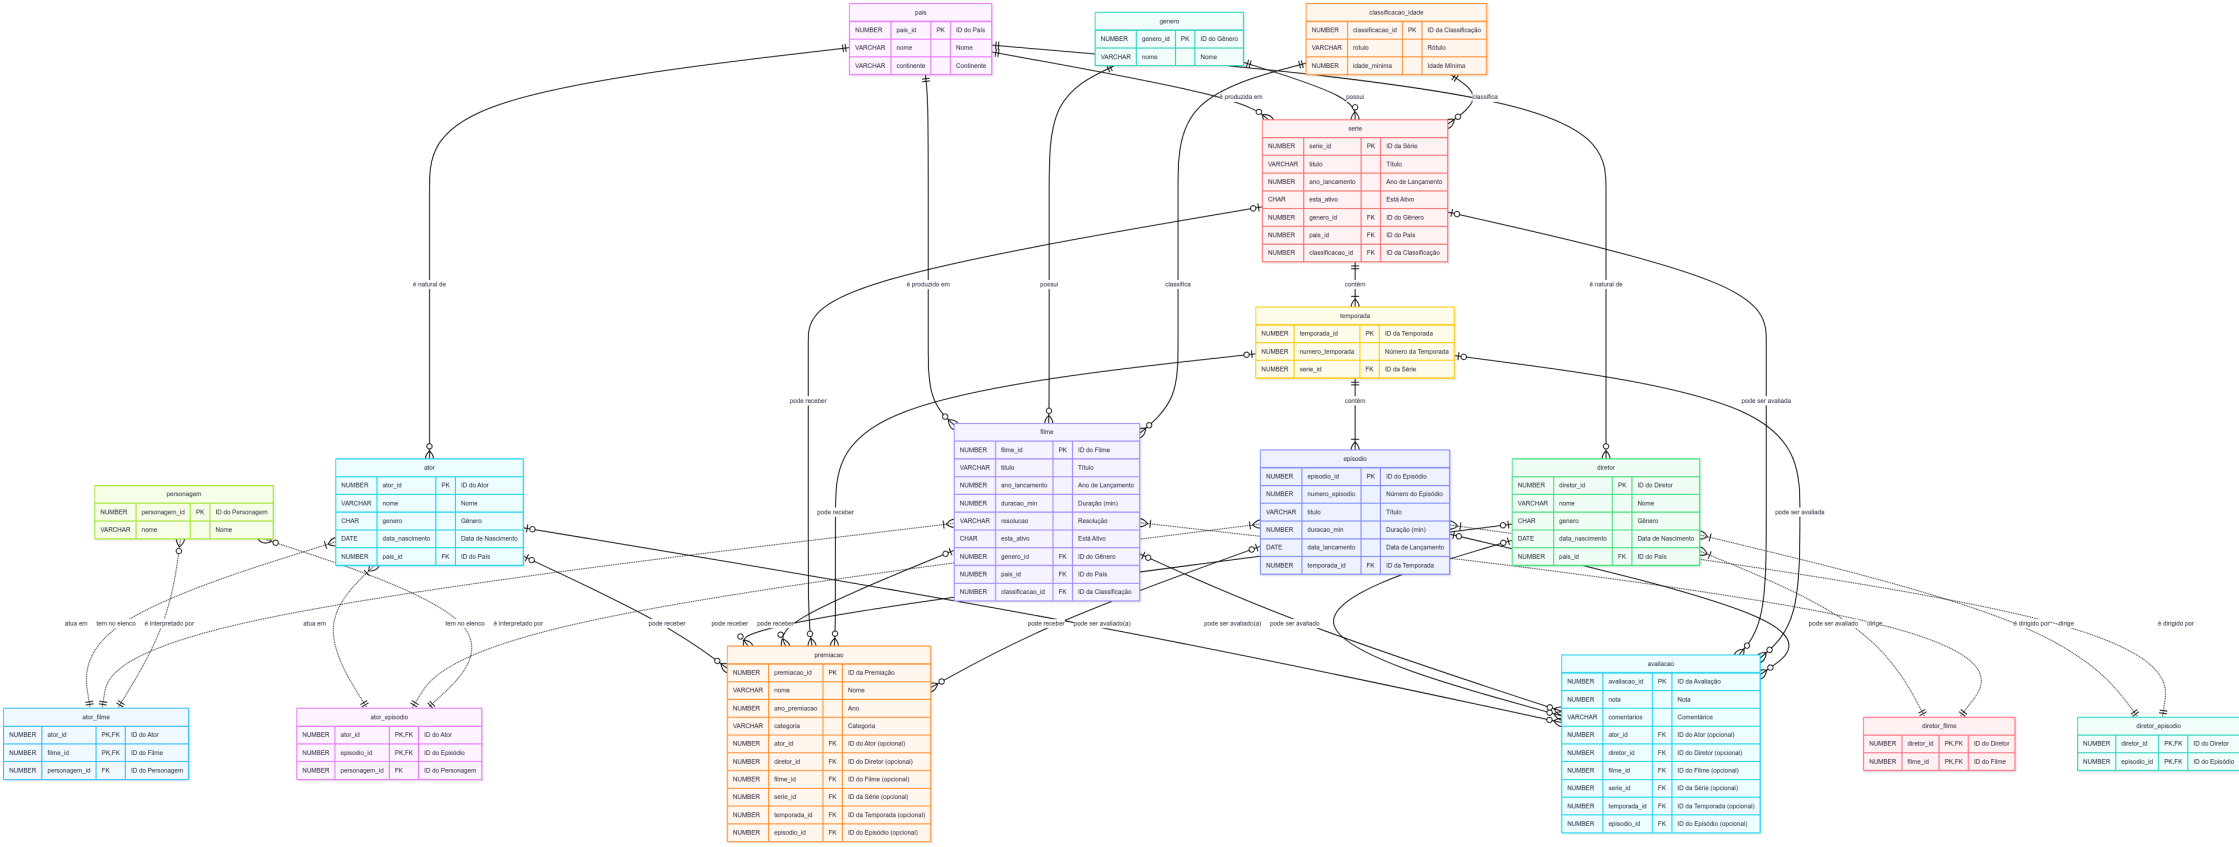 pais
NUMBER pais_id PK ID do País
VARCHAR nome Nome
VARCHAR continente Continente
genero
NUMBER genero_id PK ID do Gênero
VARCHAR nome Nome
classificacao_idade
NUMBER classificacao_id PK ID da Classificação
VARCHAR rotulo Rótulo
NUMBER idade_minima Idade Mínima
é produzida em
possui
classifica
serie
NUMBER serie_id PK ID da Série
VARCHAR titulo Título
NUMBER ano_lancamento Ano de Lançamento
CHAR esta_ativo Está Ativo
NUMBER genero_id FK ID do Gênero
NUMBER pais_id FK ID do País
NUMBER classificacao_id FK ID da Classificação
é natural de
é produzido em
possui
classifica
contém
é natural de
temporada
NUMBER temporada_id PK ID da Temporada
NUMBER numero_temporada Número da Temporada
NUMBER serie_id FK ID da Série
pode receber
contém
pode ser avaliada
filme
NUMBER filme_id PK ID do Filme
VARCHAR titulo Título
NUMBER ano_lancamento Ano de Lançamento
NUMBER duracao_min Duração (min)
VARCHAR resolucao Resolução
CHAR esta_ativo Está Ativo
NUMBER genero_id FK ID do Gênero
NUMBER pais_id FK ID do País
NUMBER classificacao_id FK ID da Classificação
episodio
NUMBER episodio_id PK ID do Episódio
NUMBER numero_episodio Número do Episódio
VARCHAR titulo Título
NUMBER duracao_min Duração (min)
DATE data_lancamento Data de Lançamento
NUMBER temporada_id FK ID da Temporada
diretor
NUMBER diretor_id PK ID do Diretor
VARCHAR nome Nome
CHAR genero Gênero
DATE data_nascimento Data de Nascimento
NUMBER pais_id FK ID do País
ator
NUMBER ator_id PK ID do Ator
VARCHAR nome Nome
CHAR genero Gênero
DATE data_nascimento Data de Nascimento
NUMBER pais_id FK ID do País
personagem
NUMBER personagem_id PK ID do Personagem
VARCHAR nome Nome
pode receber
pode ser avaliada
atua em
tem no elenco
é interpretado por
atua em
tem no elenco
é interpretado por
pode receber
pode receber
pode receber
pode receber
pode ser avaliado(a)
pode ser avaliado(a)
pode ser avaliado
pode ser avaliado
dirige
é dirigido por
dirige
é dirigido por
premiacao
NUMBER premiacao_id PK ID da Premiação
VARCHAR nome Nome
NUMBER ano_premiacao Ano
VARCHAR categoria Categoria
NUMBER ator_id FK ID do Ator (opcional)
NUMBER diretor_id FK ID do Diretor (opcional)
NUMBER filme_id FK ID do Filme (opcional)
NUMBER serie_id FK ID da Série (opcional)
NUMBER temporada_id FK ID da Temporada (opcional)
NUMBER episodio_id FK ID do Episódio (opcional)
avaliacao
NUMBER avaliacao_id PK ID da Avaliação
NUMBER nota Nota
VARCHAR comentarios Comentários
NUMBER ator_id FK ID do Ator (opcional)
NUMBER diretor_id FK ID do Diretor (opcional)
NUMBER filme_id FK ID do Filme (opcional)
NUMBER serie_id FK ID da Série (opcional)
NUMBER temporada_id FK ID da Temporada (opcional)
NUMBER episodio_id FK ID do Episódio (opcional)
ator_filme
NUMBER ator_id PK,FK ID do Ator
NUMBER filme_id PK,FK ID do Filme
NUMBER personagem_id FK ID do Personagem
ator_episodio
NUMBER ator_id PK,FK ID do Ator
NUMBER episodio_id PK,FK ID do Episódio
NUMBER personagem_id FK ID do Personagem
diretor_filme
NUMBER diretor_id PK,FK ID do Diretor
NUMBER filme_id PK,FK ID do Filme
diretor_episodio
NUMBER diretor_id PK,FK ID do Diretor
NUMBER episodio_id PK,FK ID do Episódio